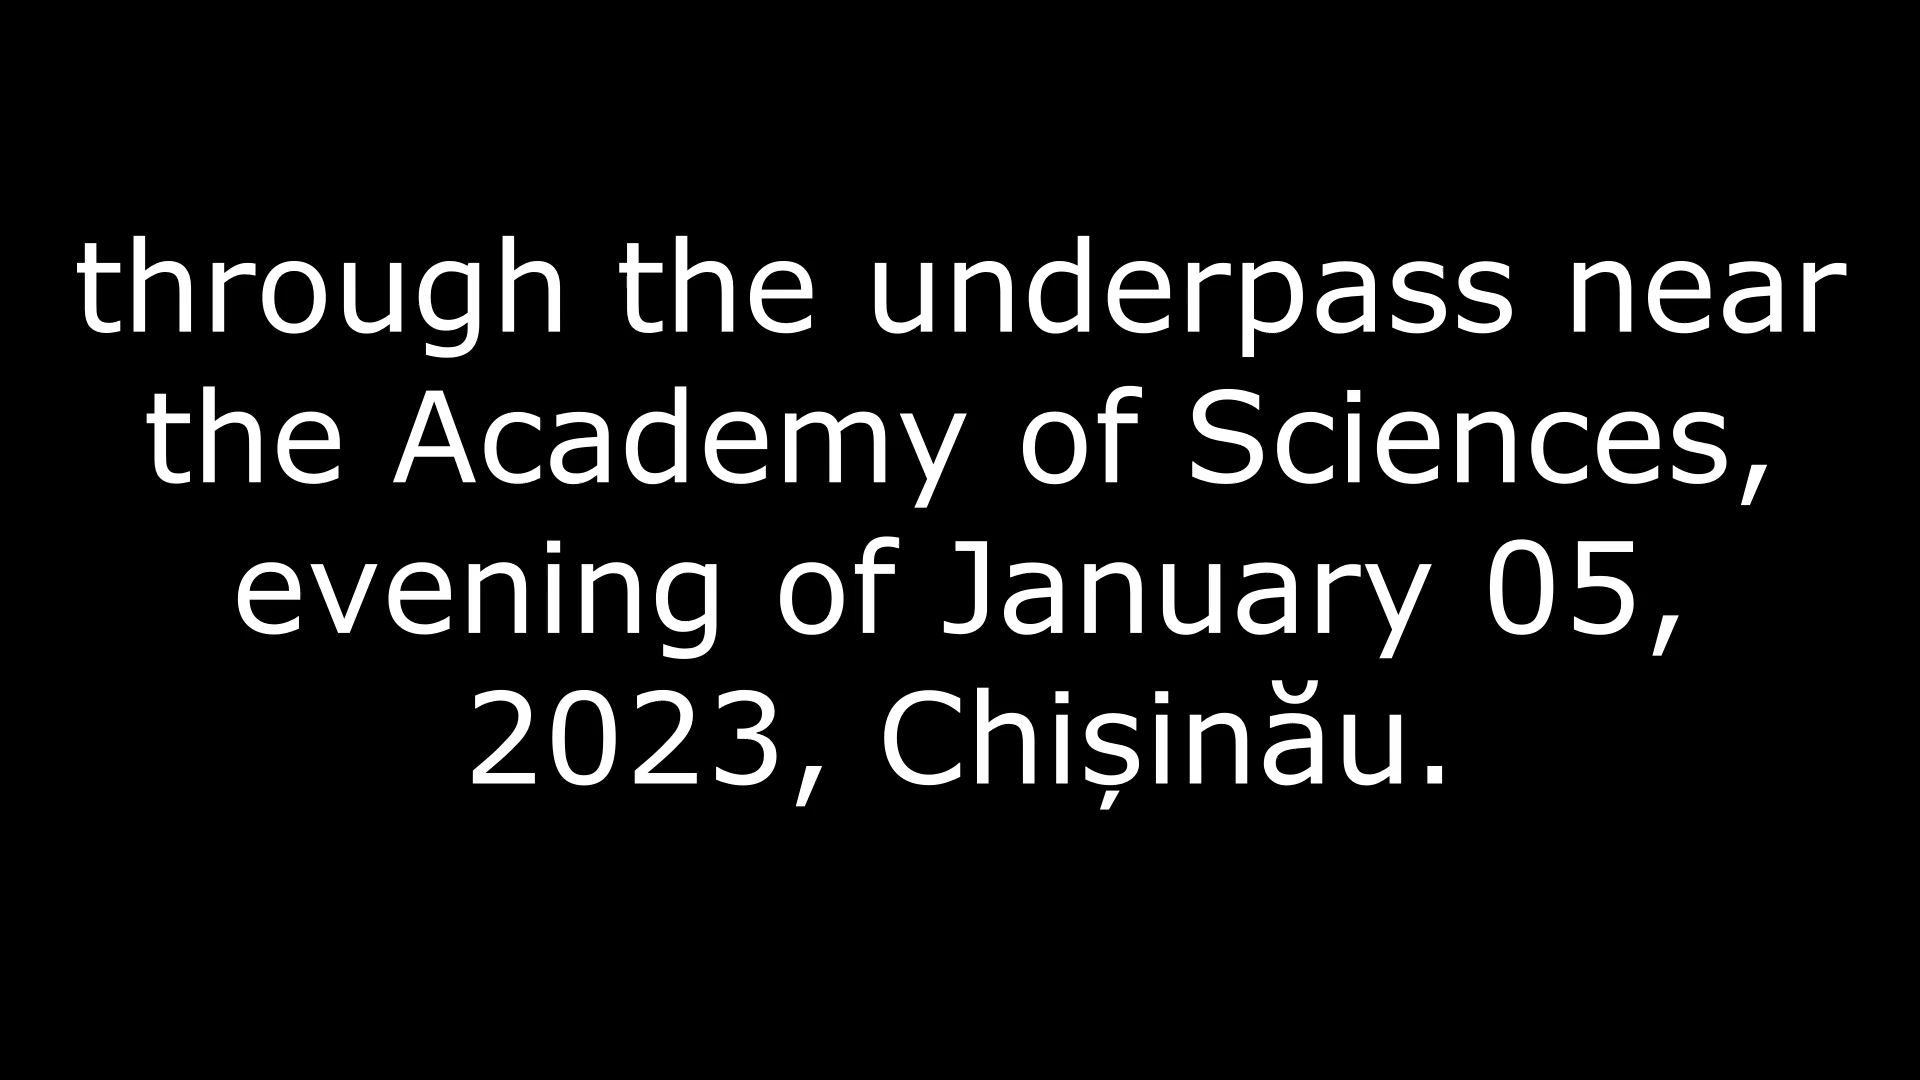 through the underpass near
the Academy of Sciences,
evening of January 05,
2023, Chișinău.